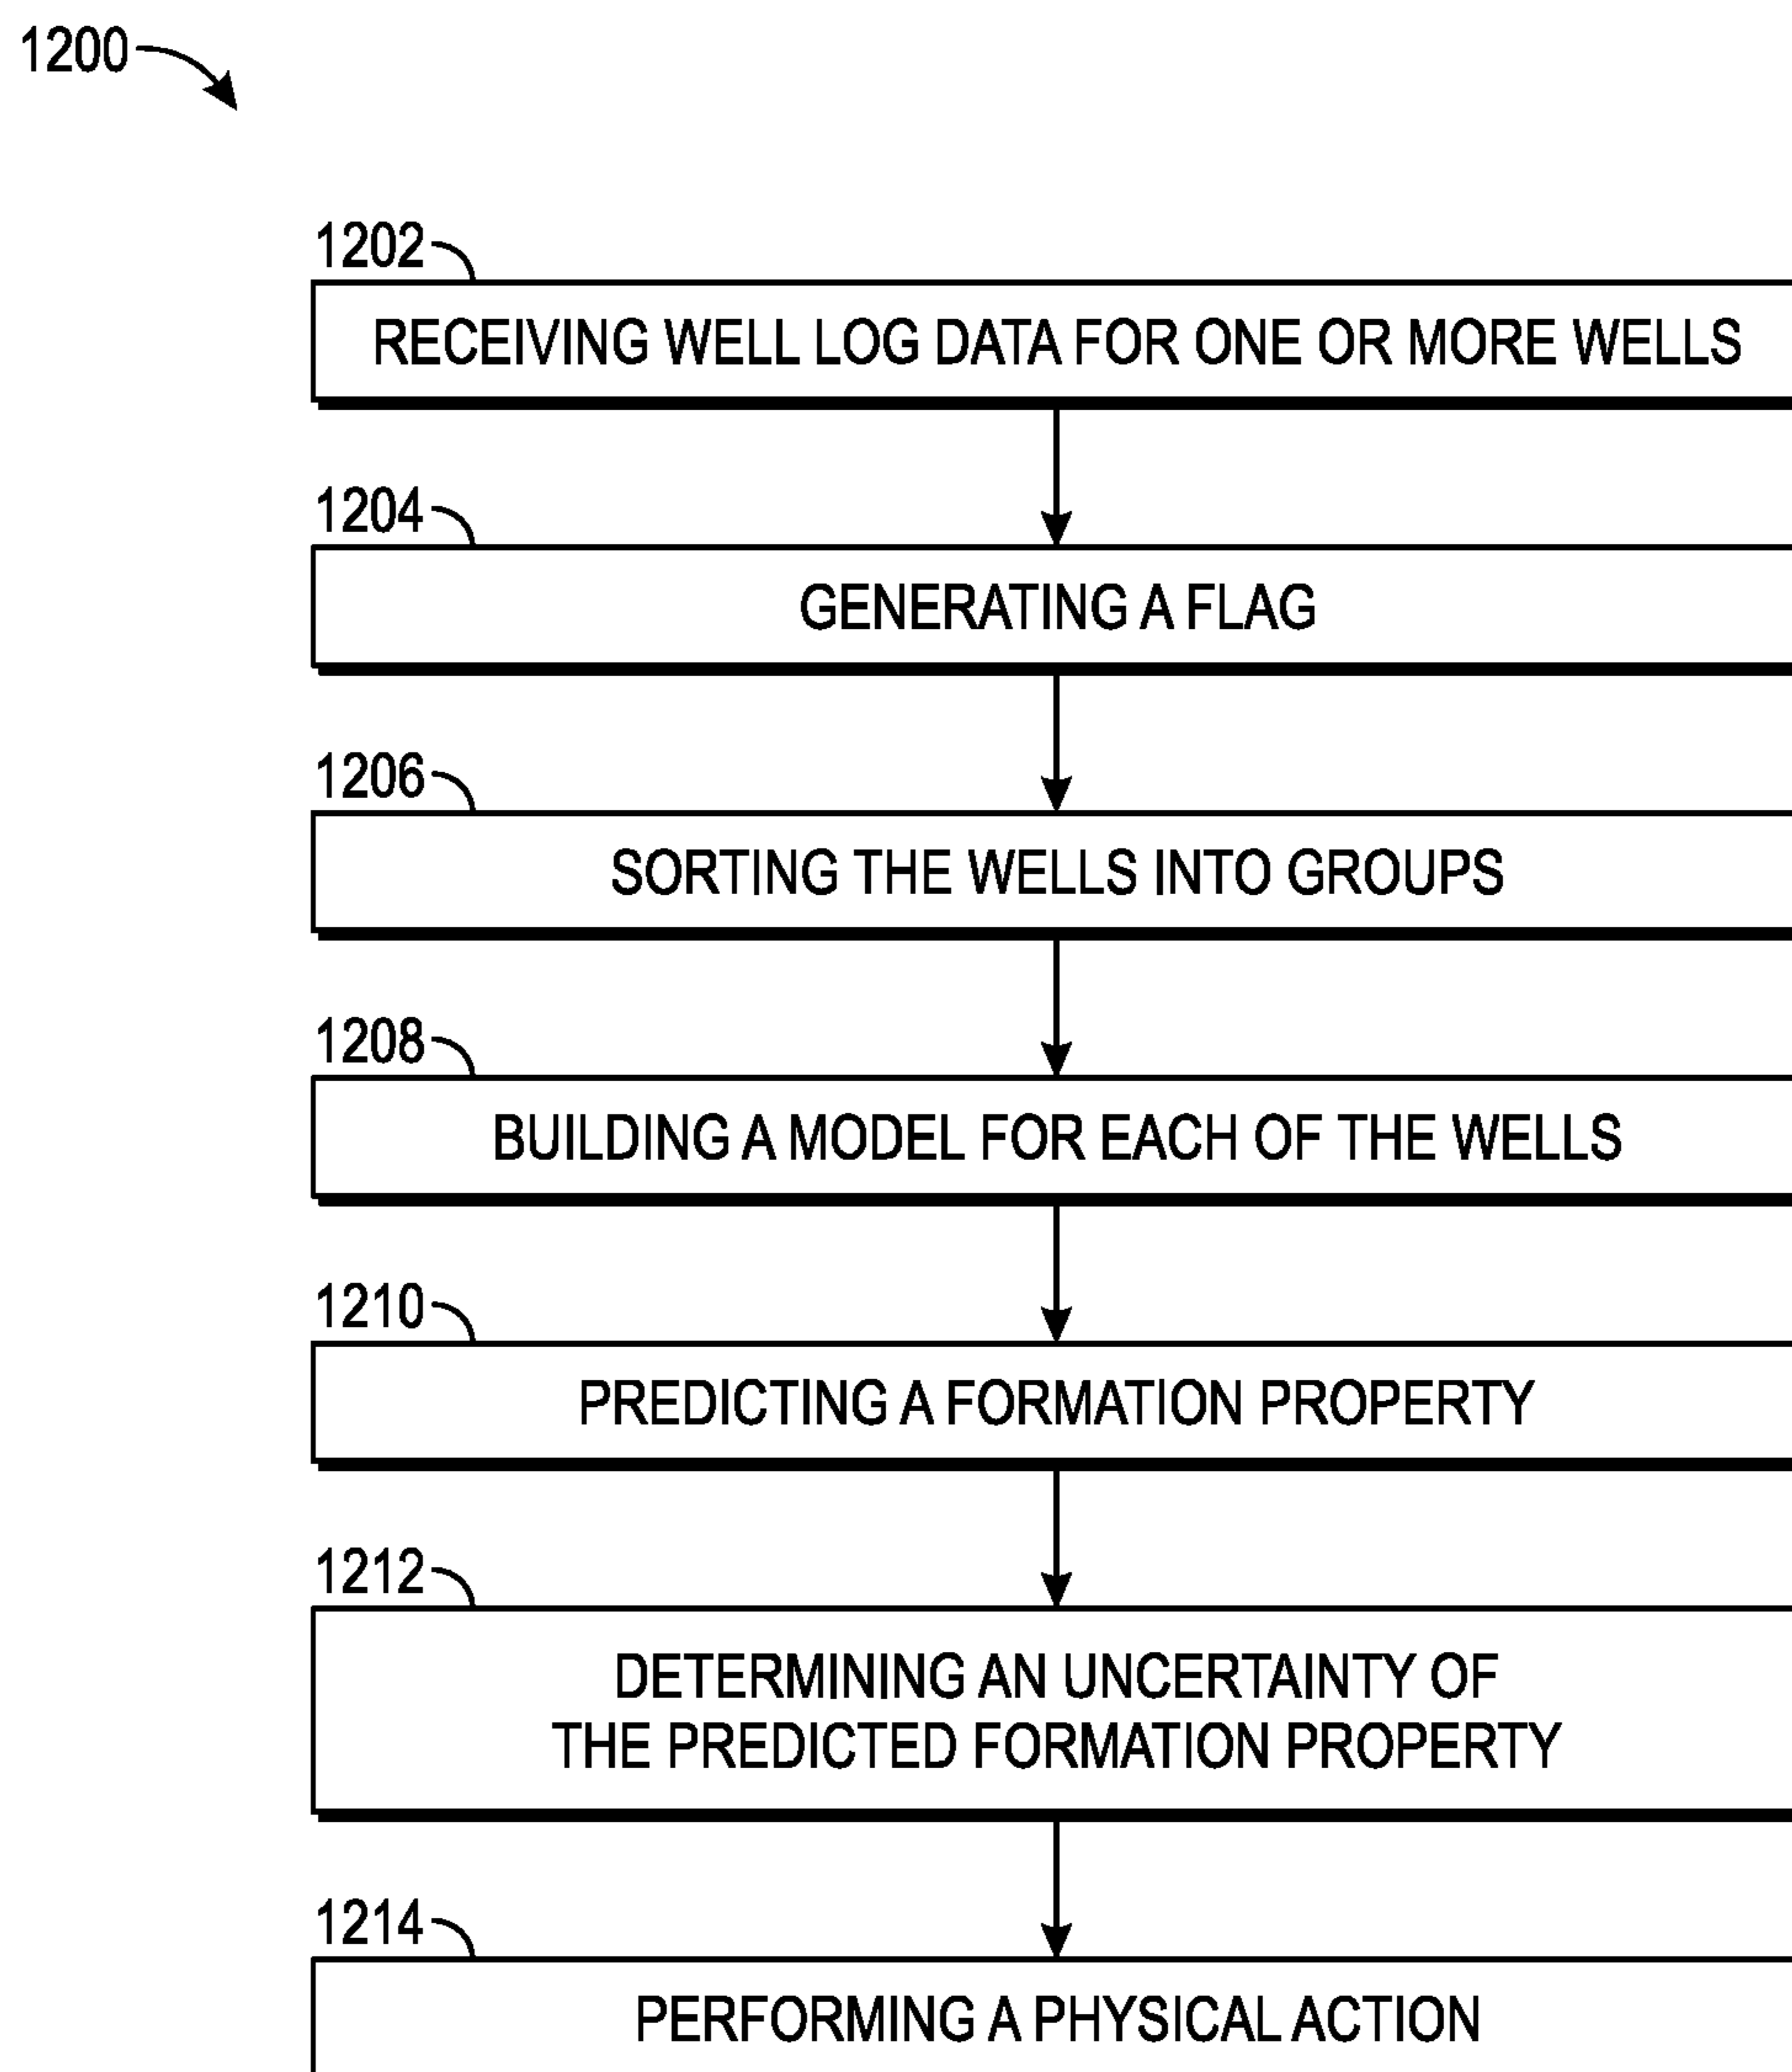 1200
1202
RECEIVING WELL LOG DATA FOR ONE OR MORE WELLS
1204
GENERATING A FLAG
1206
SORTING THE WELLS INTO GROUPS
1208
BUILDING A MODEL FOR EACH OF THE WELLS
1210
PREDICTING A FORMATION PROPERTY
1212
DETERMINING AN UNCERTAINTY OF
THE PREDICTED FORMATION PROPERTY
1214
PERFORMING A PHYSICAL ACTION